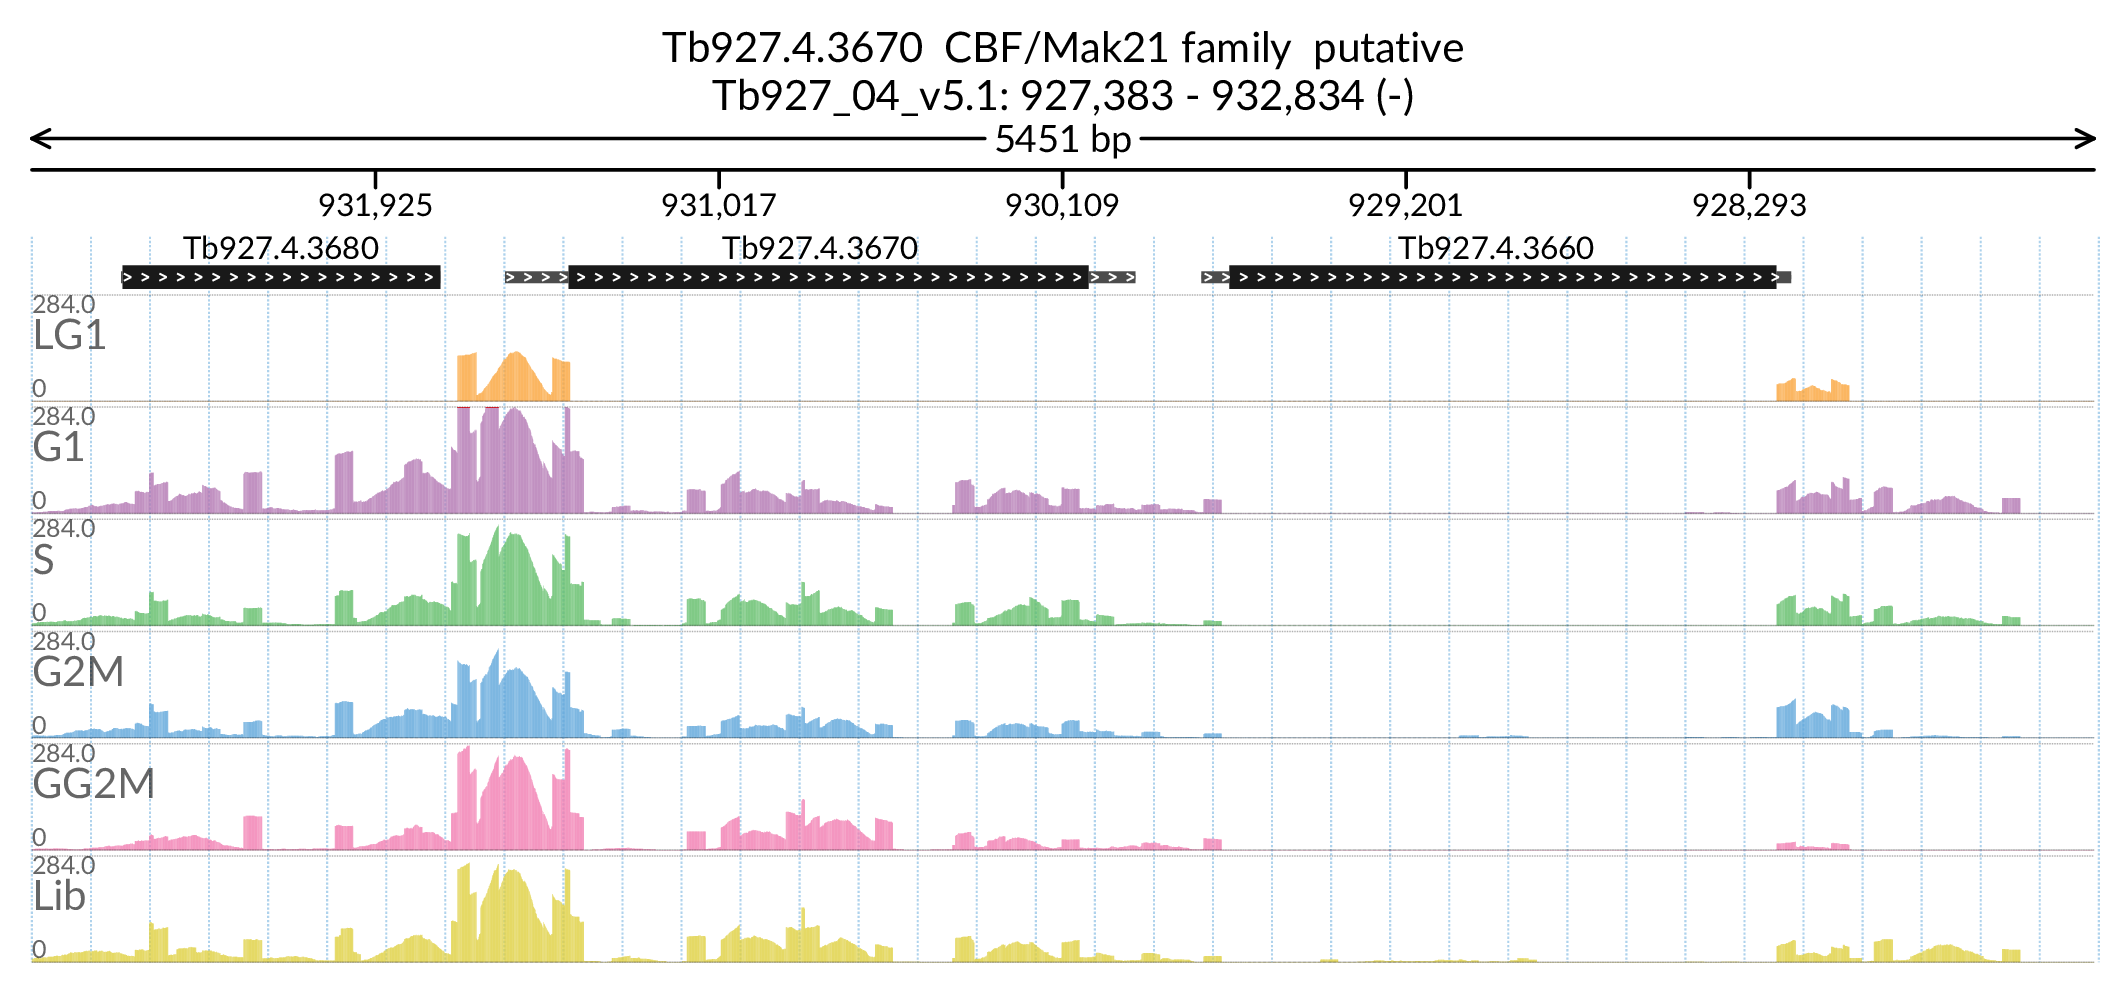 Tb927.4.3670  CBF/Mak21 family  putative
Tb927_04_v5.1: 927,383 - 932,834 (-)
5451 bp
931,925 931,017 930,109 929,201 928,293
Tb927.4.3680 Tb927.4.3670 Tb927.4.3660
284.0
LG1
0
284.0
G1
0
284.0
S
0
284.0
G2M
0
284.0
GG2M
0
284.0
Lib
0